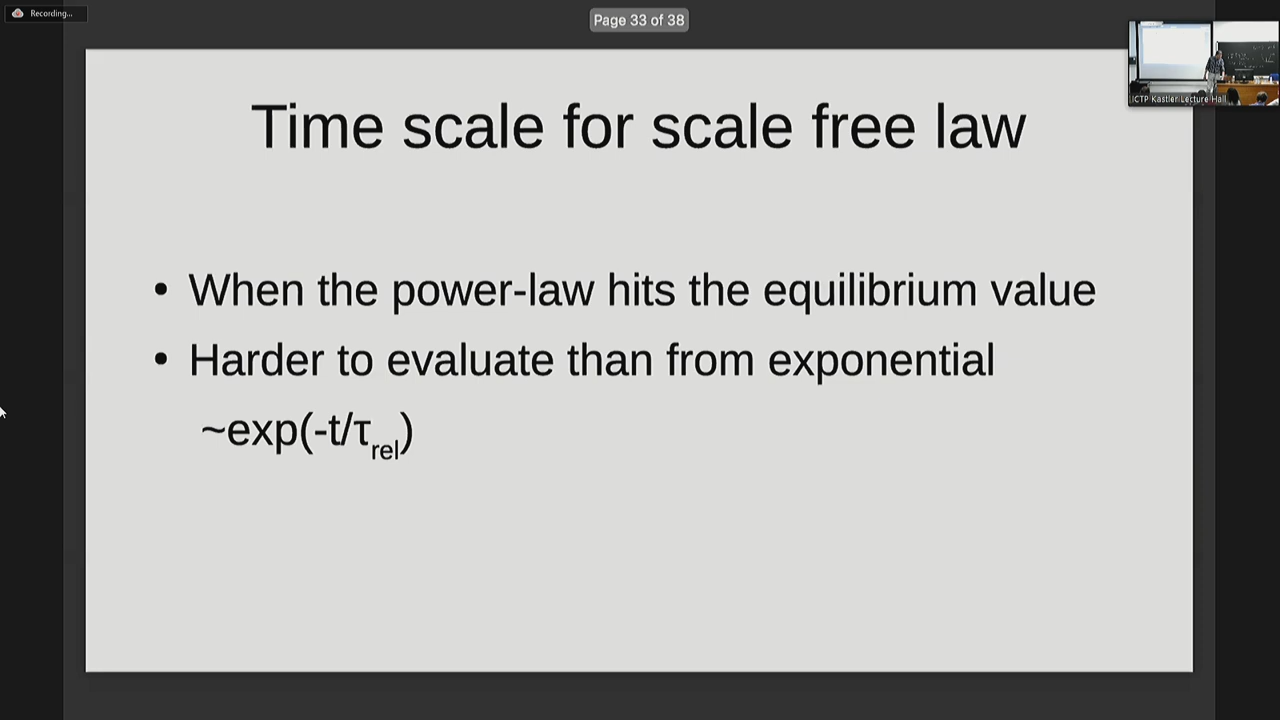 Recording...
Page 33 of 38
ICTP Kastler Lecture Hall
Time scale for scale free law
• When the power-law hits the equilibrium value
• Harder to evaluate than from exponential
~exp(-t/τrel)